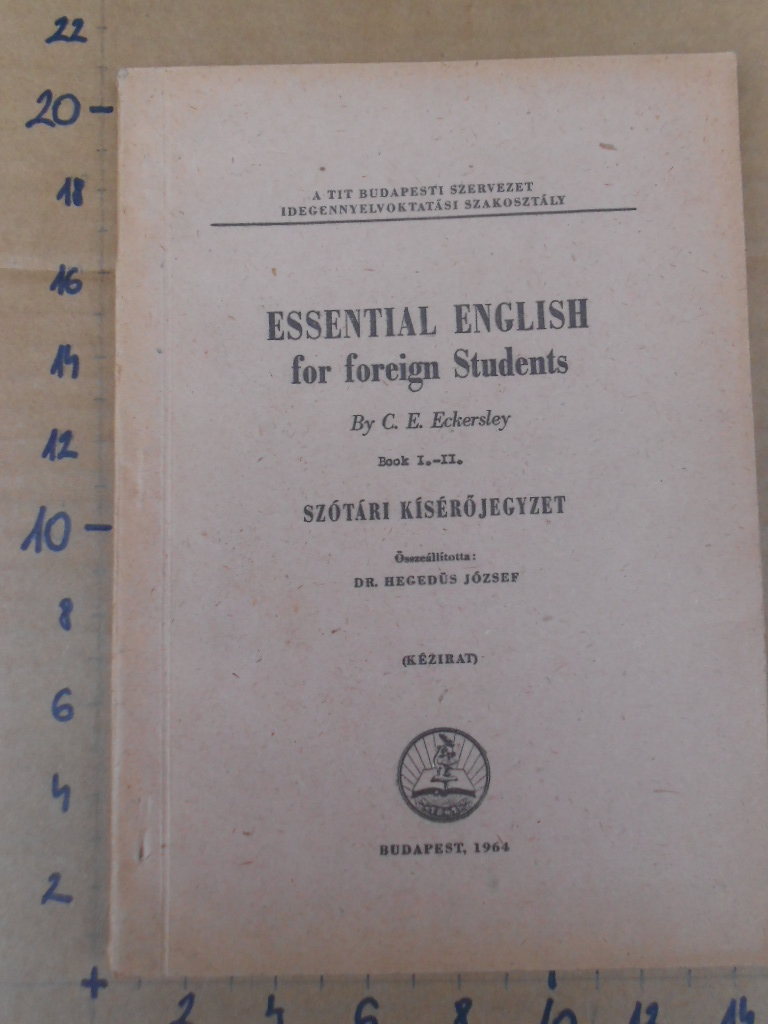 22
20
18
16
14
12
10
8
6
4
2
A TIT BUDAPESTI SZERVEZET
IDEGENNYELVOKTATÁSI SZAKOSZTÁLY
ESSENTIAL ENGLISH
for foreign Students
By C. E. Eckersley
Book I.-II.
SZÓTÁRI KÍSÉRŐJEGYZET
Összeállította:
DR. HEGEDÜS JÓZSEF
(KÉZIRAT)
BUDAPEST, 1964
2 4 6 8 10 12 14